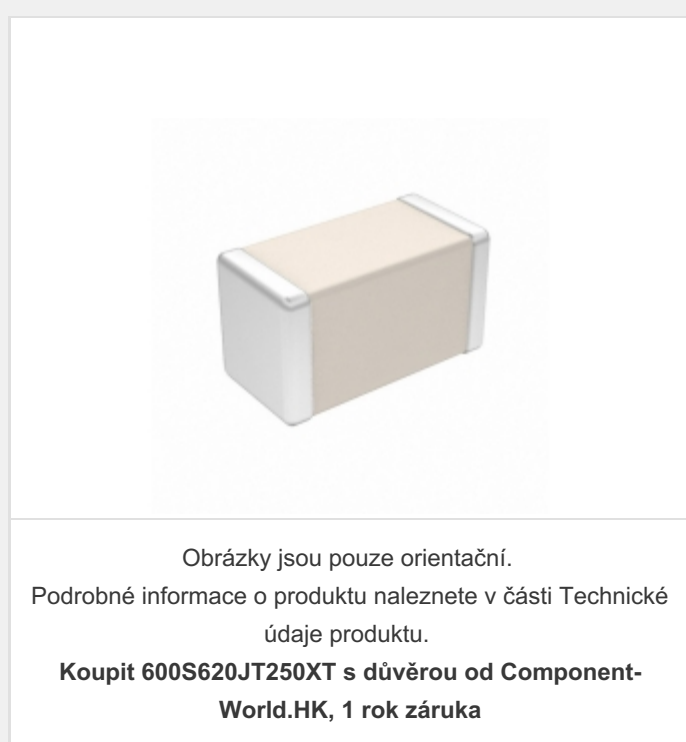 Obrázky jsou pouze orientační.
Podrobné informace o produktu naleznete v části Technické
údaje produktu.
Koupit 600S620JT250XT s důvěrou od Component-
World.HK, 1 rok záruka